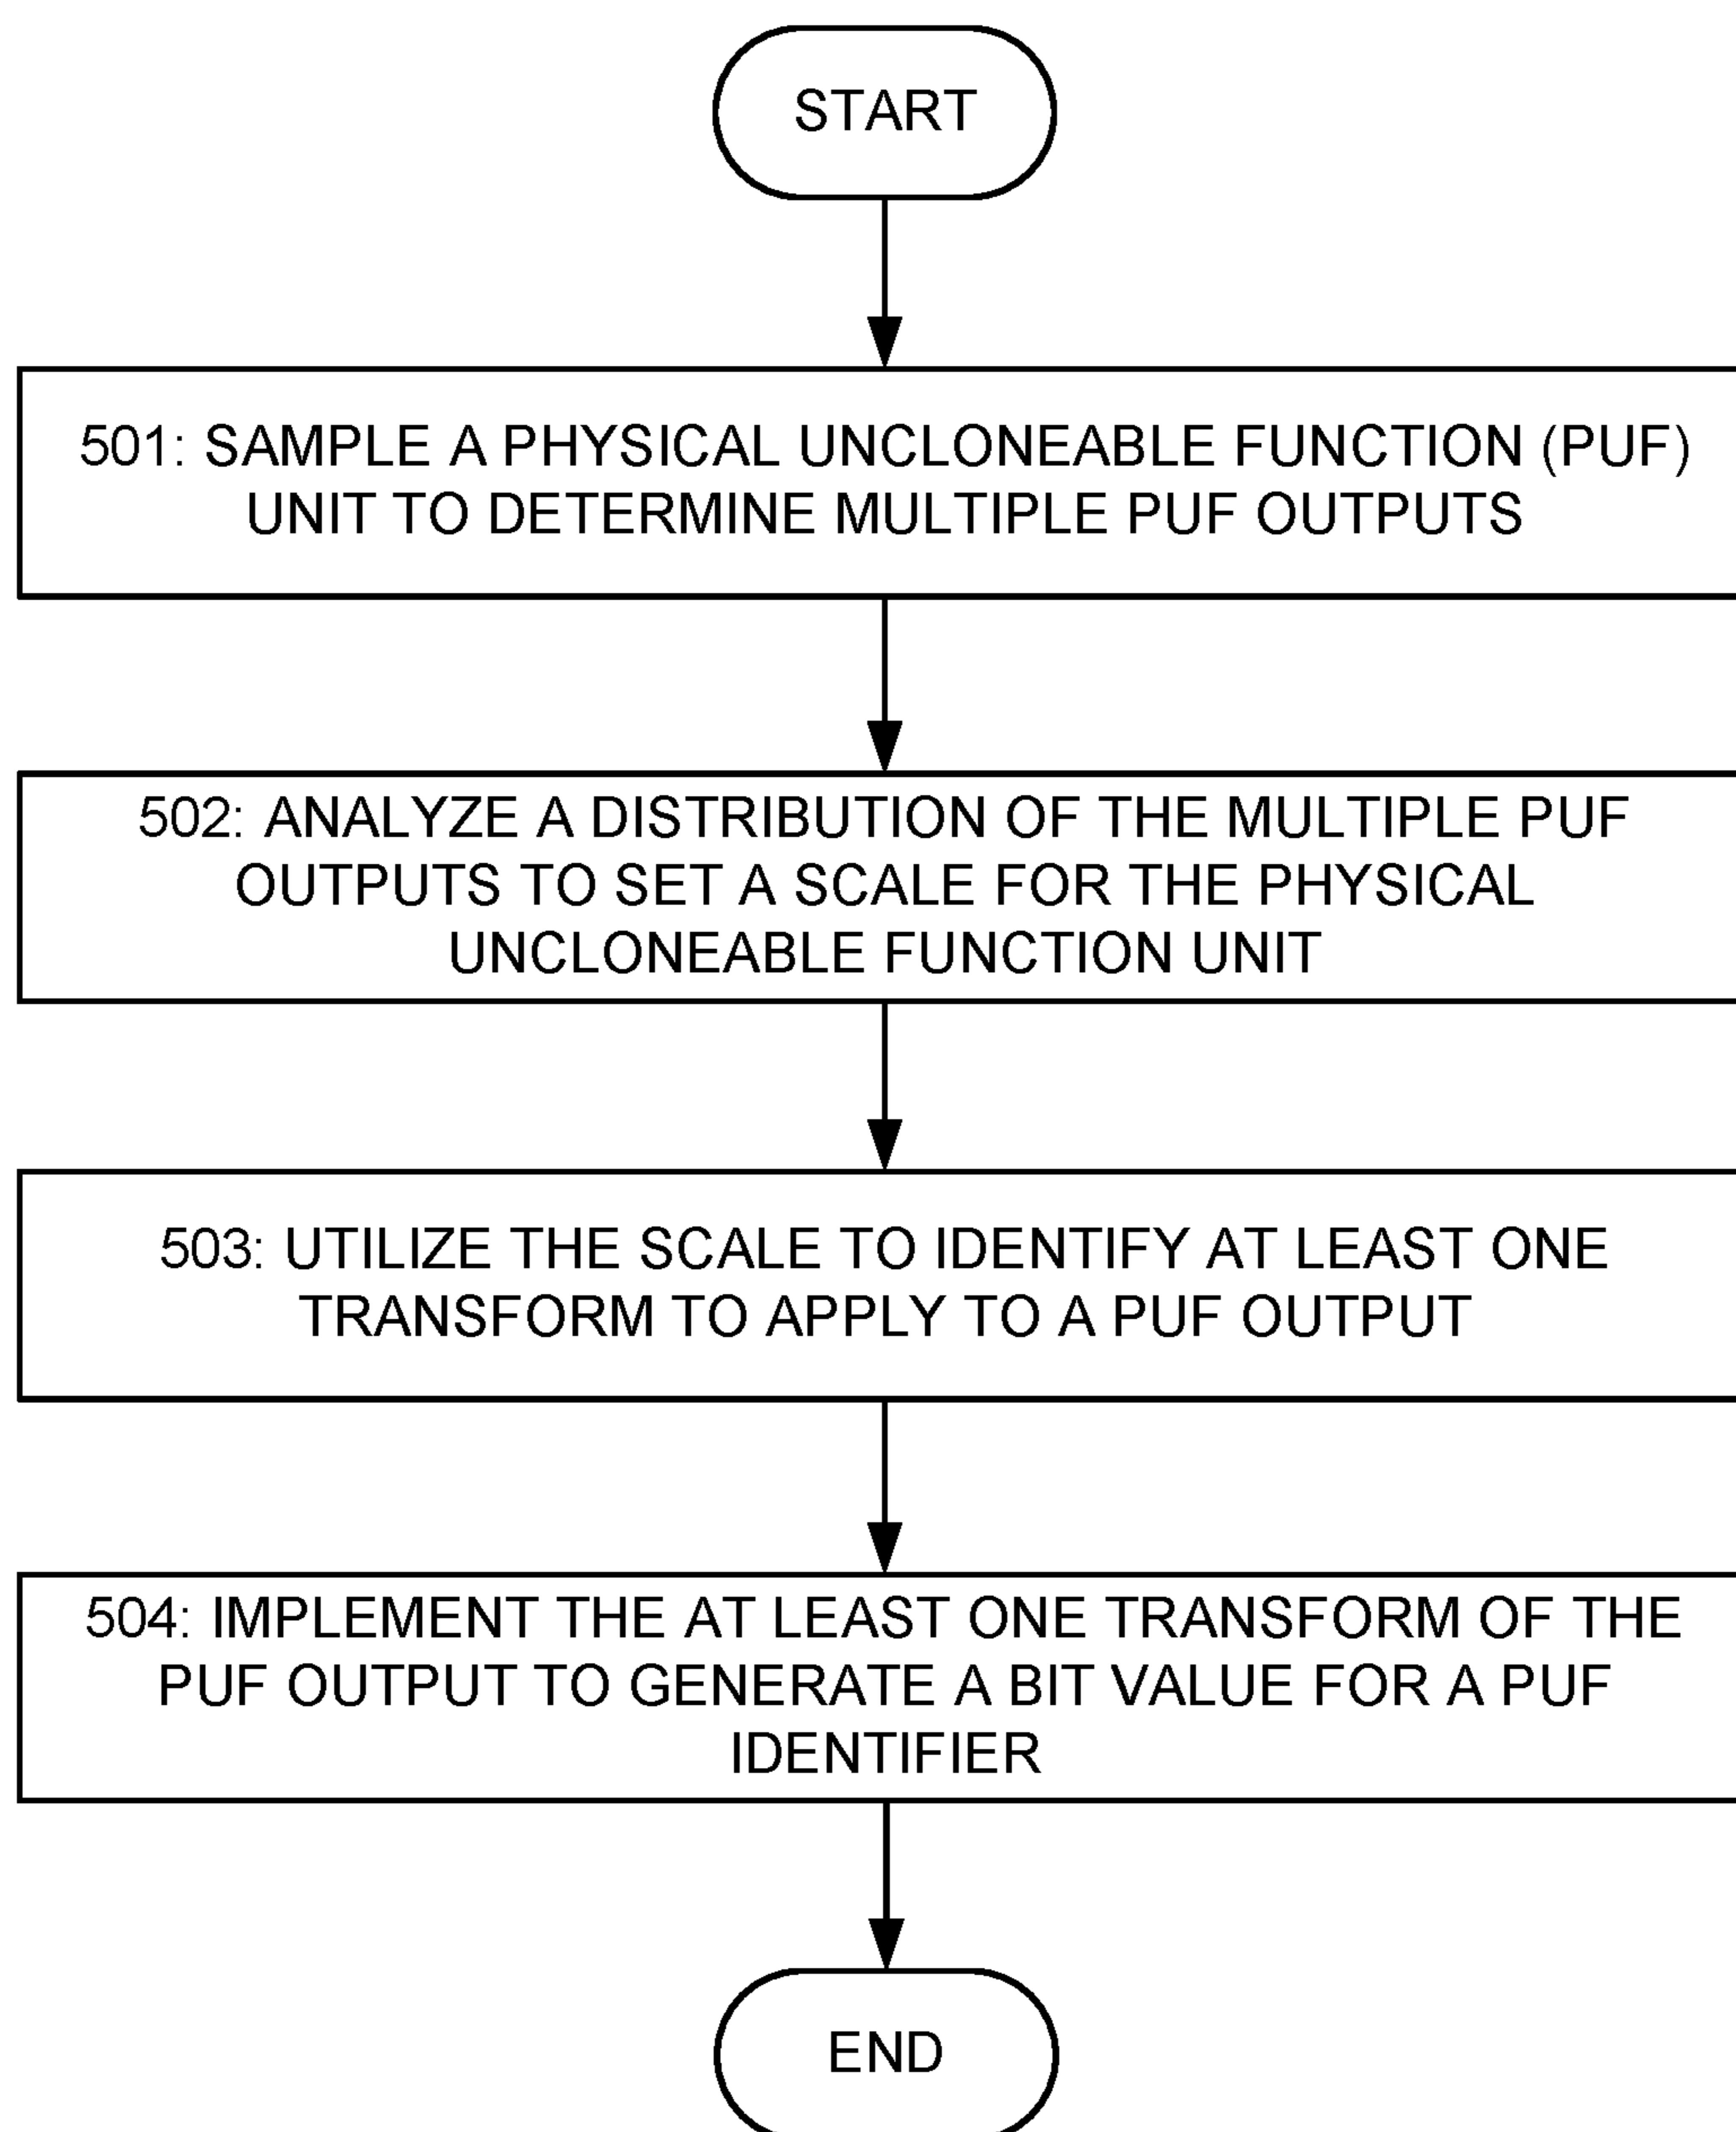 START
501: SAMPLE A PHYSICAL UNCLONEABLE FUNCTION (PUF)
UNIT TO DETERMINE MULTIPLE PUF OUTPUTS
502: ANALYZE A DISTRIBUTION OF THE MULTIPLE PUF
OUTPUTS TO SET A SCALE FOR THE PHYSICAL
UNCLONEABLE FUNCTION UNIT
503: UTILIZE THE SCALE TO IDENTIFY AT LEAST ONE
TRANSFORM TO APPLY TO A PUF OUTPUT
504: IMPLEMENT THE AT LEAST ONE TRANSFORM OF THE
PUF OUTPUT TO GENERATE A BIT VALUE FOR A PUF
IDENTIFIER
END